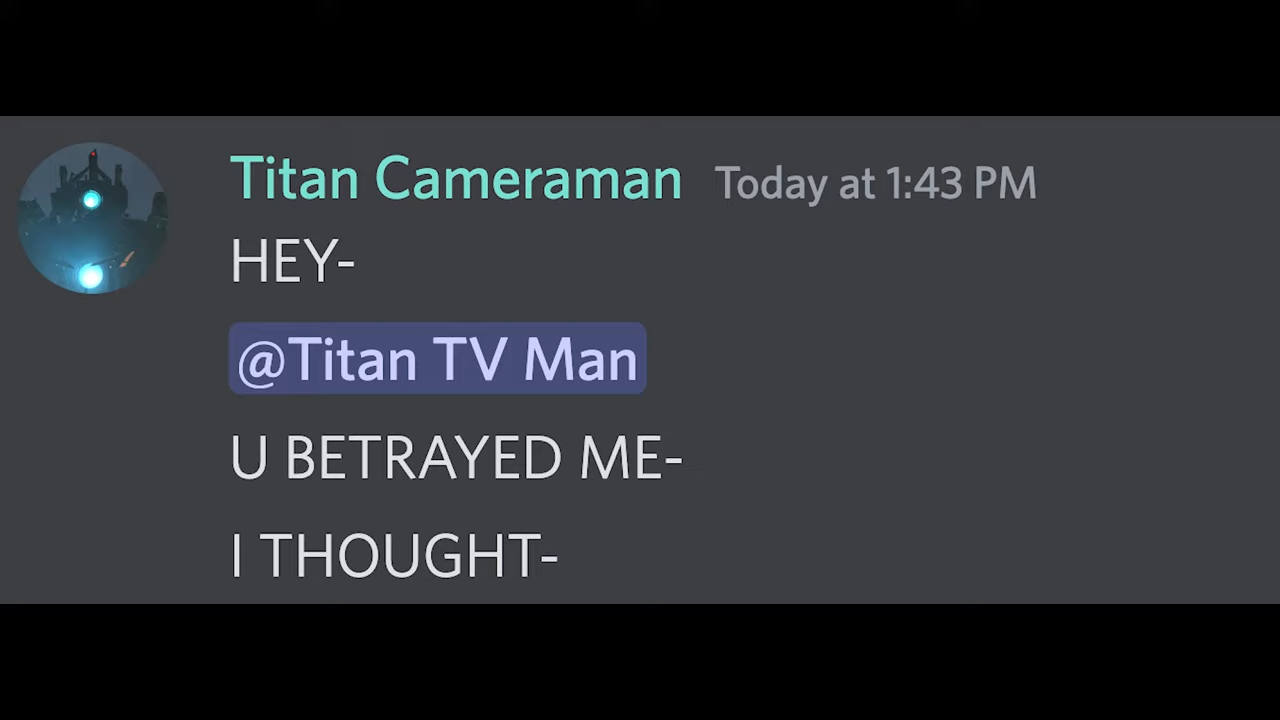 Titan Cameraman Today at 1:43 PM
HEY-
@Titan TV Man
U BETRAYED ME-
I THOUGHT-